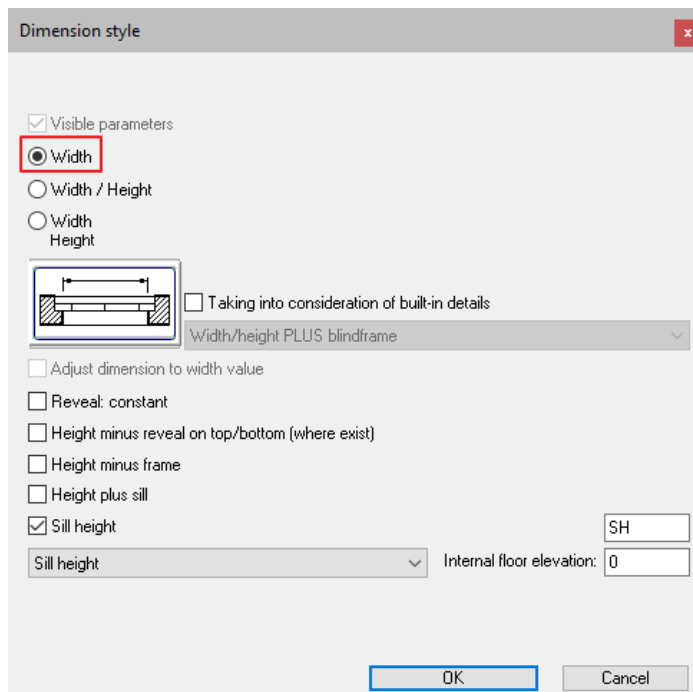 Dimension style
x
Visible parameters
Width
Width / Height
Width
Height
Taking into consideration of built-in details
Width/height PLUS blindframe
Adjust dimension to width value
Reveal: constant
Height minus reveal on top/bottom (where exist)
Height minus frame
Height plus sill
Sill height
SH
Sill height
Internal floor elevation: 0
OK
Cancel